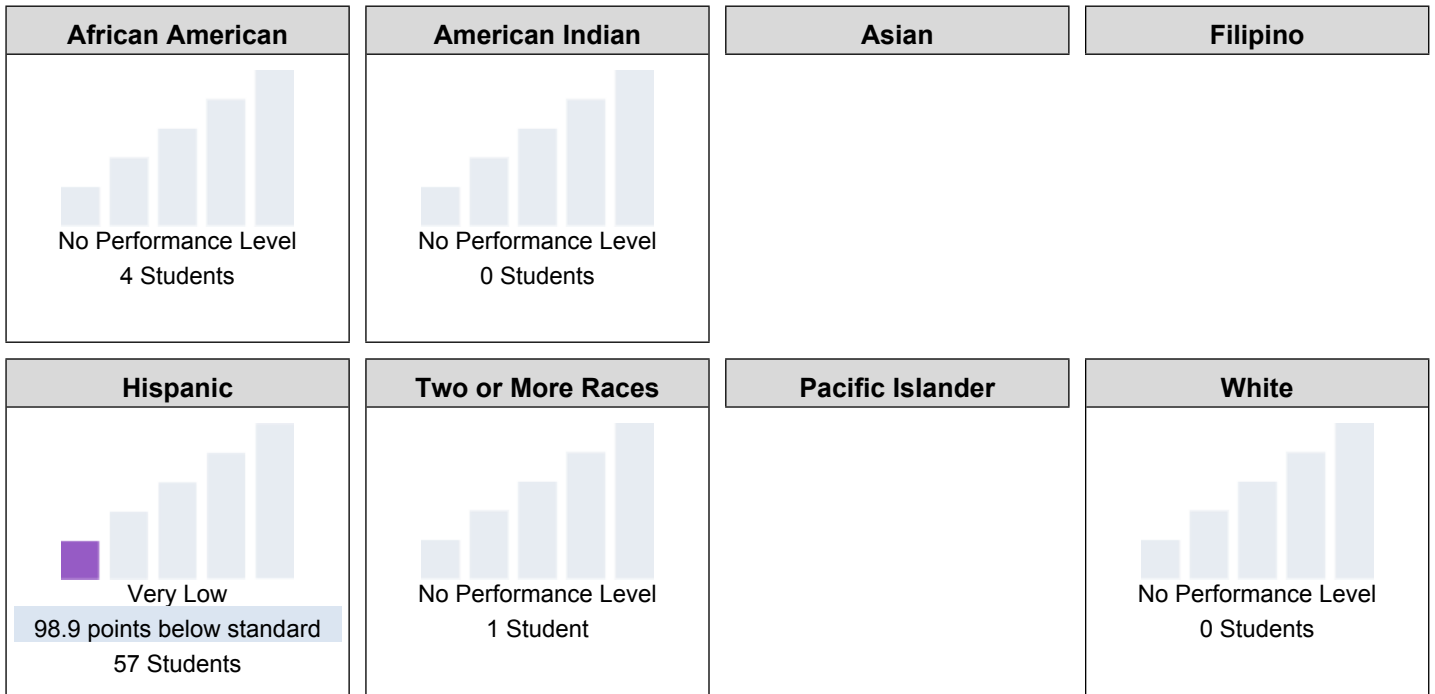 African American
No Performance Level
4 Students
American Indian
No Performance Level
0 Students
Asian
Filipino
Hispanic
Very Low
98.9 points below standard
57 Students
Two or More Races
No Performance Level
1 Student
Pacific Islander
White
No Performance Level
0 Students